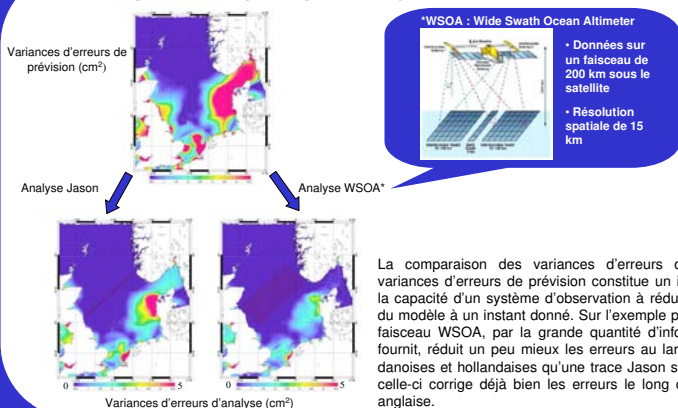 *WSOA : Wide Swath Ocean Altimeter
• Données sur
un faisceau de
200 km sous le
satellite
• Résolution
spatiale de 15
km
Variances d'erreurs de
prévision (cm²)
Analyse Jason
Analyse WSOA*
0 5
0 5
Variances d'erreurs d'analyse (cm²)
La comparaison des variances d'erreurs
variances d'erreurs de prévision constitue un
la capacité d'un système d'observation à
du modèle à un instant donné. Sur l'exemple
faisceau WSOA, par la grande quantité
fournit, réduit un peu mieux les erreurs au
danoises et hollandaises qu'une trace Jason
celle-ci corrige déjà bien les erreurs le long
anglaise.